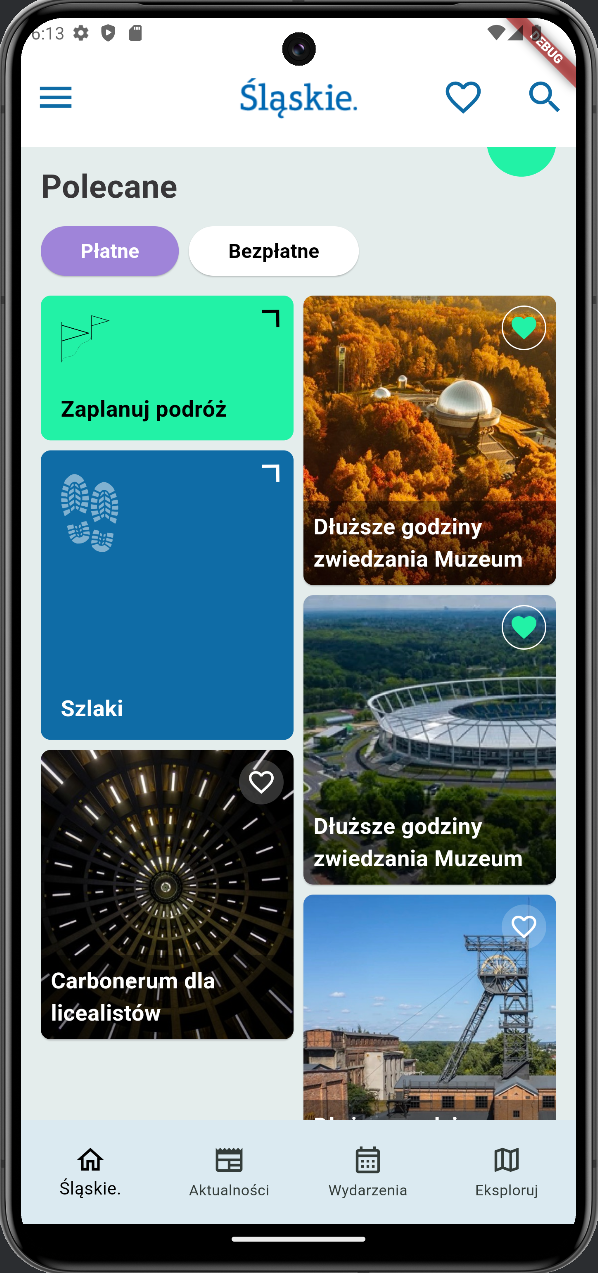 6:13
DEBUG
Śląskie.
Polecane
Płatne
Bezpłatne
Zaplanuj podróż
Dłuższe godziny
zwiedzania Muzeum
Szlaki
Dłuższe godziny
zwiedzania Muzeum
Carbonerum dla
licealistów
Śląskie.
Aktualności
Wydarzenia
Eksploruj